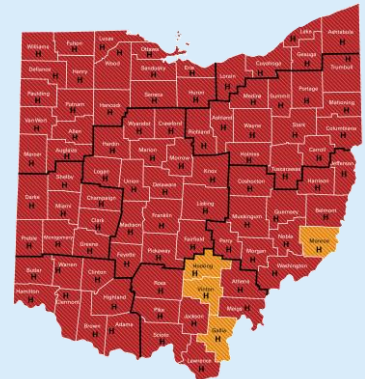 Williams H
Fulton H
Lucas H
Ottawa H
Wood H
Sandusky H
Erie H
Lorain H
Cuyahoga H
Lake H
Geauga H
Ashtabula H
Trumbull H
Defiance H
Henry H
Paulding H
Putnam H
Hancock H
Seneca H
Huron H
Medina H
Summit H
Portage H
Mahoning H
Van Wert H
Allen H
Wyandot H
Crawford H
Richland H
Ashland H
Wayne H
Stark H
Columbiana H
Carroll H
Jefferson H
Mercer H
Auglaize H
Hardin H
Marion H
Morrow H
Holmes H
Tuscarawas H
Harrison H
Shelby H
Logan H
Union H
Delaware H
Knox H
Coshocton H
Darke H
Miami H
Champaign H
Clark H
Madison H
Franklin H
Licking H
Muskingum H
Guernsey H
Belmont H
Preble H
Montgomery H
Greene H
Fayette H
Pickaway H
Fairfield H
Perry H
Morgan H
Noble H
Monroe H
Washington H
Butler H
Warren H
Clinton H
Ross H
Hocking H
Vinton H
Athens H
Hamilton H
Clermont H
Brown H
Highland H
Adams H
Pike H
Jackson H
Meigs H
Scioto H
Gallia H
Lawrence H